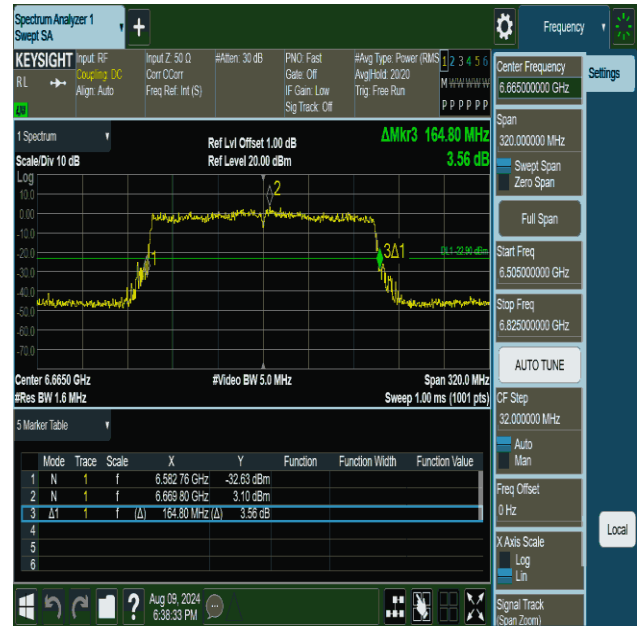 Spectrum Analyzer 1
Swept SA
+
Frequency
KEYSIGHT
RL
Input: RF
Coupling: DC
Align: Auto
Input Z: 50 Ω
Corr CCorr
Freq Ref: Int (S)
#Atten: 30 dB
PNO: Fast
Gate: Off
IF Gain: Low
Sig Track: Off
#Avg Type: Power (RMS
Avg|Hold: 20/20
Trig: Free Run
1 2 3 4 5 6
M W W W W W
P P P P P P
Settings
Center Frequency
6.665000000 GHz
Span
320.000000 MHz
Swept Span
Zero Span
Full Span
Start Freq
6.505000000 GHz
Stop Freq
6.825000000 GHz
AUTO TUNE
CF Step
32.000000 MHz
Auto
Man
Freq Offset
0 Hz
X Axis Scale
Log
Lin
Signal Track
(Span Zoom)
Local
1 Spectrum
Scale/Div 10 dB
Ref Lvl Offset 1.00 dB
Ref Level 20.00 dBm
ΔMkr3 164.80 MHz
3.56 dB
Log
10.0
0.00
-10.0
-20.0
-30.0
-40.0
-50.0
-60.0
-70.0
2
1
3Δ1
DL1 -22.90 dBm
Center 6.6650 GHz
#Res BW 1.6 MHz
#Video BW 5.0 MHz
Span 320.0 MHz
Sweep 1.00 ms (1001 pts)
5 Marker Table
Mode Trace Scale X Y Function Function Width Function Value
1 N 1 f 6.582 76 GHz -32.63 dBm
2 N 1 f 6.669 80 GHz 3.10 dBm
3 Δ1 1 f (Δ) 164.80 MHz (Δ) 3.56 dB
4
5
6
?
Aug 09, 2024
6:38:33 PM